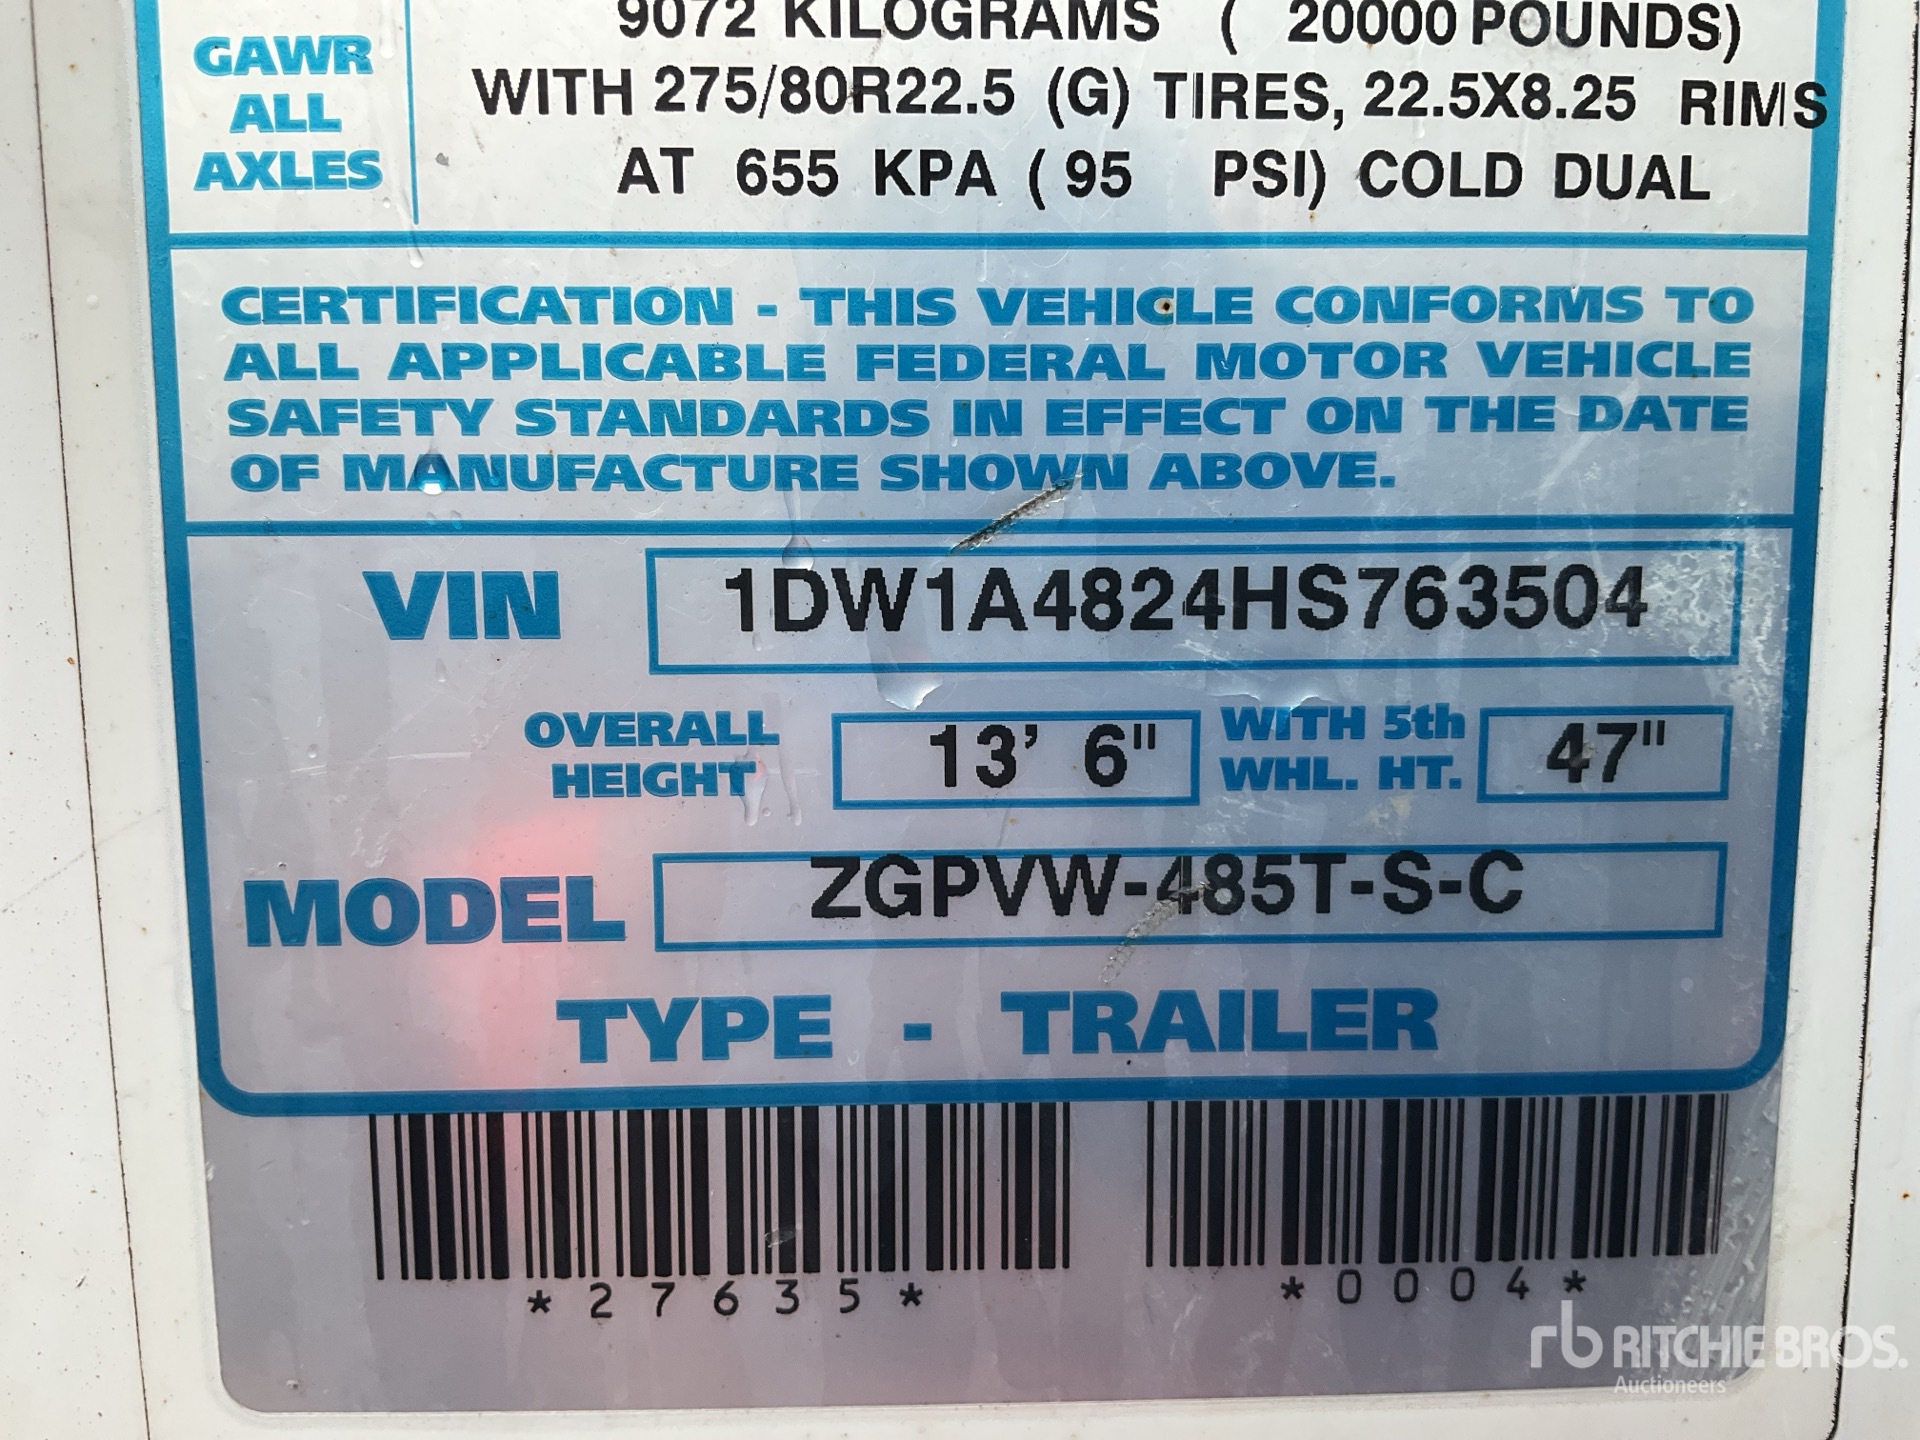 9072 KILOGRAMS ( 20000 POUNDS)
GAWR ALL AXLES
WITH 275/80R22.5 (G) TIRES, 22.5X8.25 RIMS
AT 655 KPA ( 95 PSI) COLD DUAL
CERTIFICATION - THIS VEHICLE CONFORMS TO
ALL APPLICABLE FEDERAL MOTOR VEHICLE
SAFETY STANDARDS IN EFFECT ON THE DATE
OF MANUFACTURE SHOWN ABOVE.
VIN 1DW1A4824HS763504
OVERALL HEIGHT 13' 6" WITH 5th WHL. HT. 47"
MODEL ZGPVW-485T-S-C
TYPE - TRAILER
*27635* *0004*
rb RITCHIE BROS.
Auctioneers